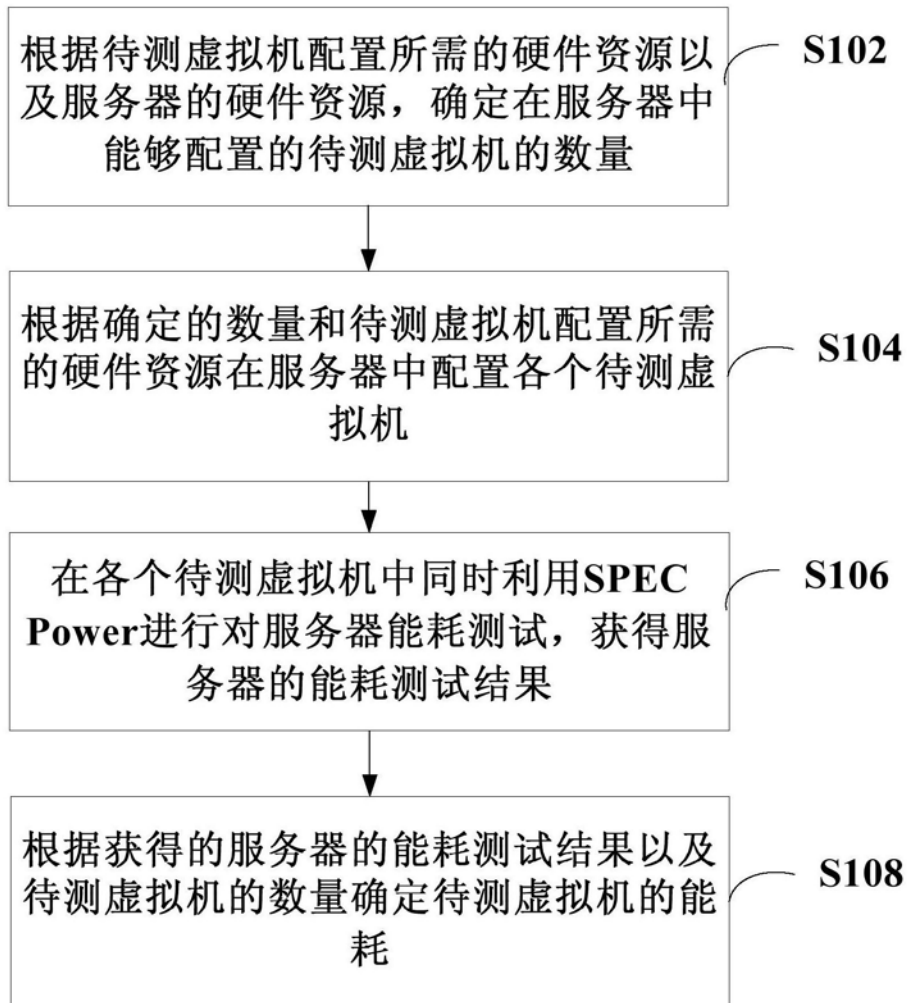 根据待测虚拟机配置所需的硬件资源以
及服务器的硬件资源，确定在服务器中
能够配置的待测虚拟机的数量
S102
根据确定的数量和待测虚拟机配置所需
的硬件资源在服务器中配置各个待测虚
拟机
S104
在各个待测虚拟机中同时利用SPEC
Power进行对服务器能耗测试，获得服
务器的能耗测试结果
S106
根据获得的服务器的能耗测试结果以及
待测虚拟机的数量确定待测虚拟机的能
耗
S108